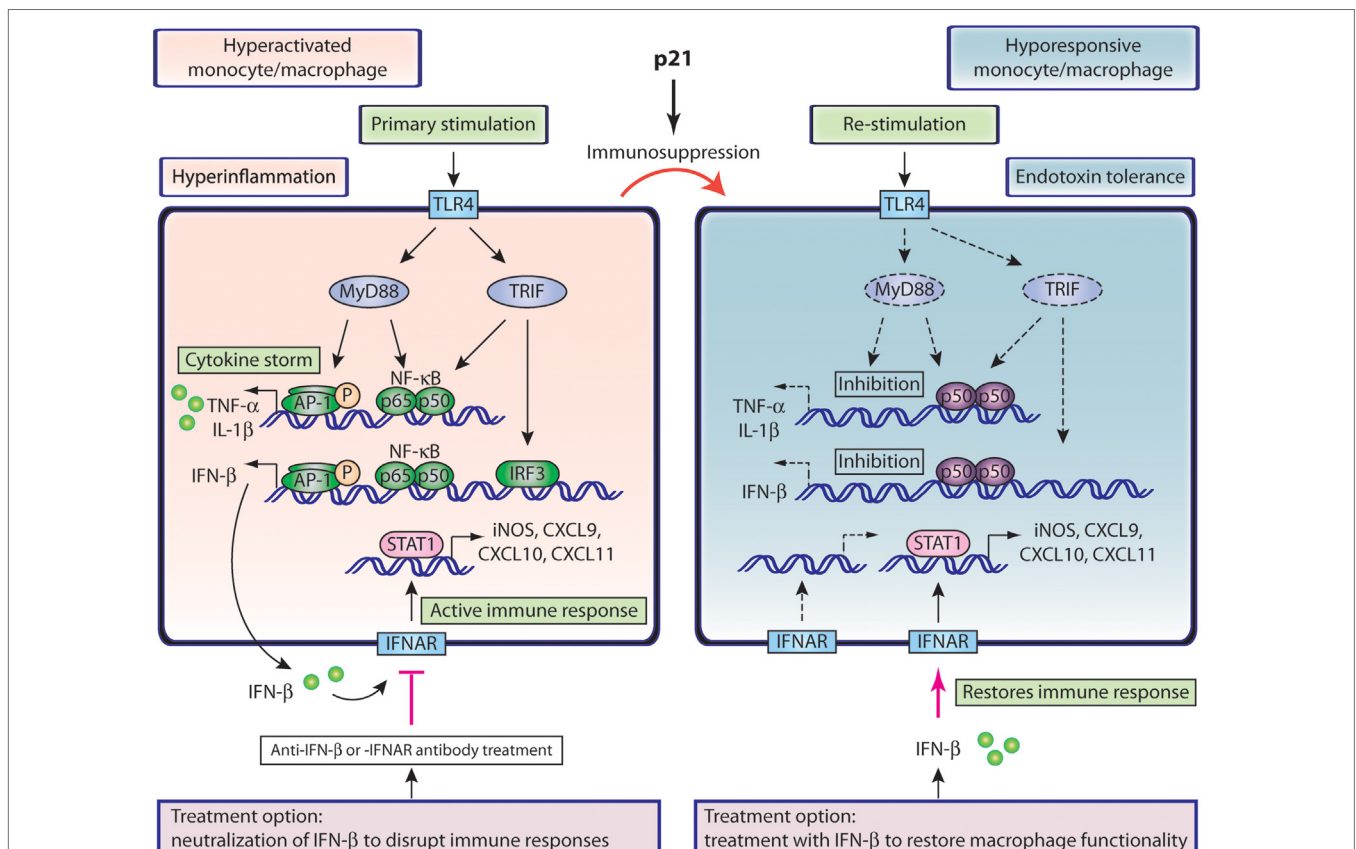 Hyperactivated
monocyte/macrophage
p21
Hyporesponsive
monocyte/macrophage
Primary stimulation
Immunosuppression
Re-stimulation
Hyperinflammation
Endotoxin tolerance
TLR4
MyD88
TRIF
Cytokine storm
NF-κB
P
AP-1
p65
p50
TNF-α
IL-1β
NF-κB
P
AP-1
p65
p50
IRF3
IFN-β
STAT1
iNOS, CXCL9,
CXCL10, CXCL11
Active immune response
IFNAR
IFN-β
Anti-IFN-β or -IFNAR antibody treatment
Treatment option:
neutralization of IFN-β to disrupt immune responses
TLR4
MyD88
TRIF
Inhibition
p50
p50
TNF-α
IL-1β
Inhibition
p50
p50
IFN-β
STAT1
iNOS, CXCL9,
CXCL10, CXCL11
IFNAR
IFNAR
Restores immune response
IFN-β
Treatment option:
treatment with IFN-β to restore macrophage functionality